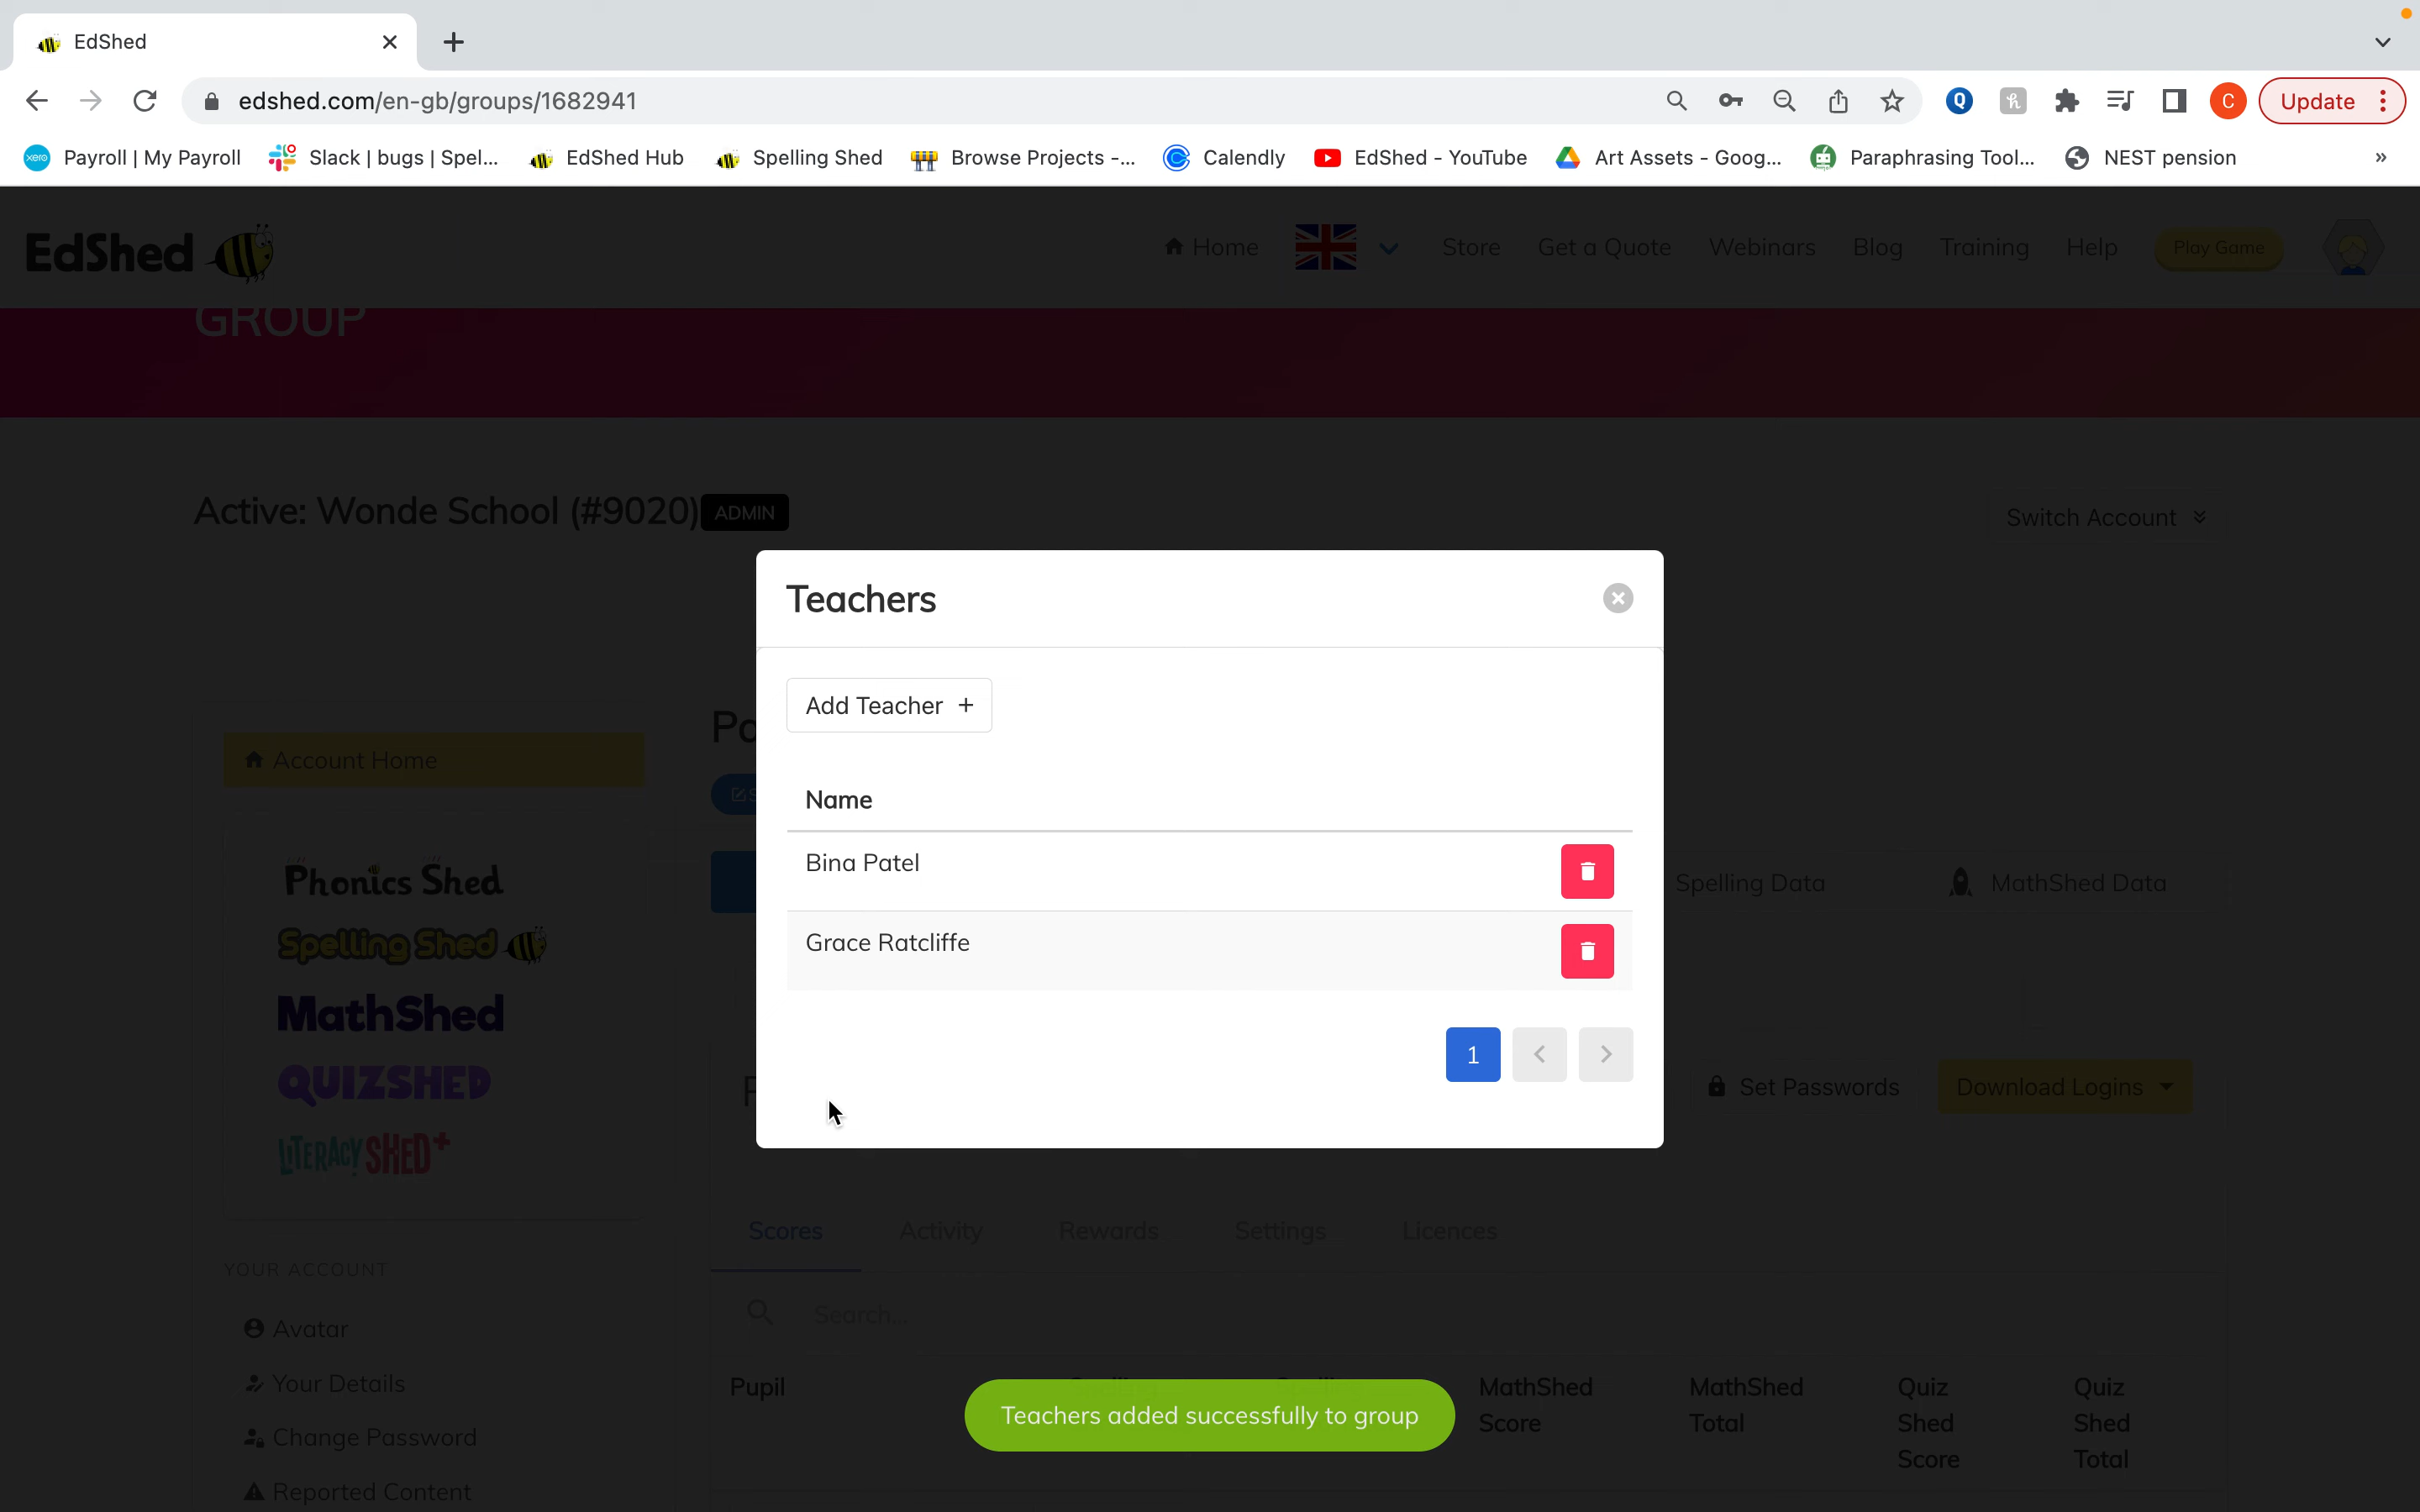 EdShed
edshed.com/en-gb/groups/1682941
Q
h
C
Update
xero Payroll | My Payroll
Slack | bugs | Spel...
EdShed Hub
Spelling Shed
Browse Projects -...
Calendly
EdShed - YouTube
Art Assets - Goog...
Paraphrasing Tool...
NEST pension
»
EdShed
Home
Store
Get a Quote
Webinars
Blog
Training
Help
Play Game
GROUP
Active: Wonde School (#9020) ADMIN
Switch Account
Teachers
Add Teacher +
Name
Bina Patel
Grace Ratcliffe
1
Account Home
Phonics Shed
Spelling Shed
MathShed
QUIZSHED
LITERACY SHED+
YOUR ACCOUNT
Avatar
Your Details
Change Password
Reported Content
Spelling Data
MathShed Data
Set Passwords
Download Logins
Scores
Activity
Rewards
Settings
Licences
Search...
Pupil
MathShed
Score
MathShed
Total
Quiz
Shed
Score
Quiz
Shed
Total
Teachers added successfully to group